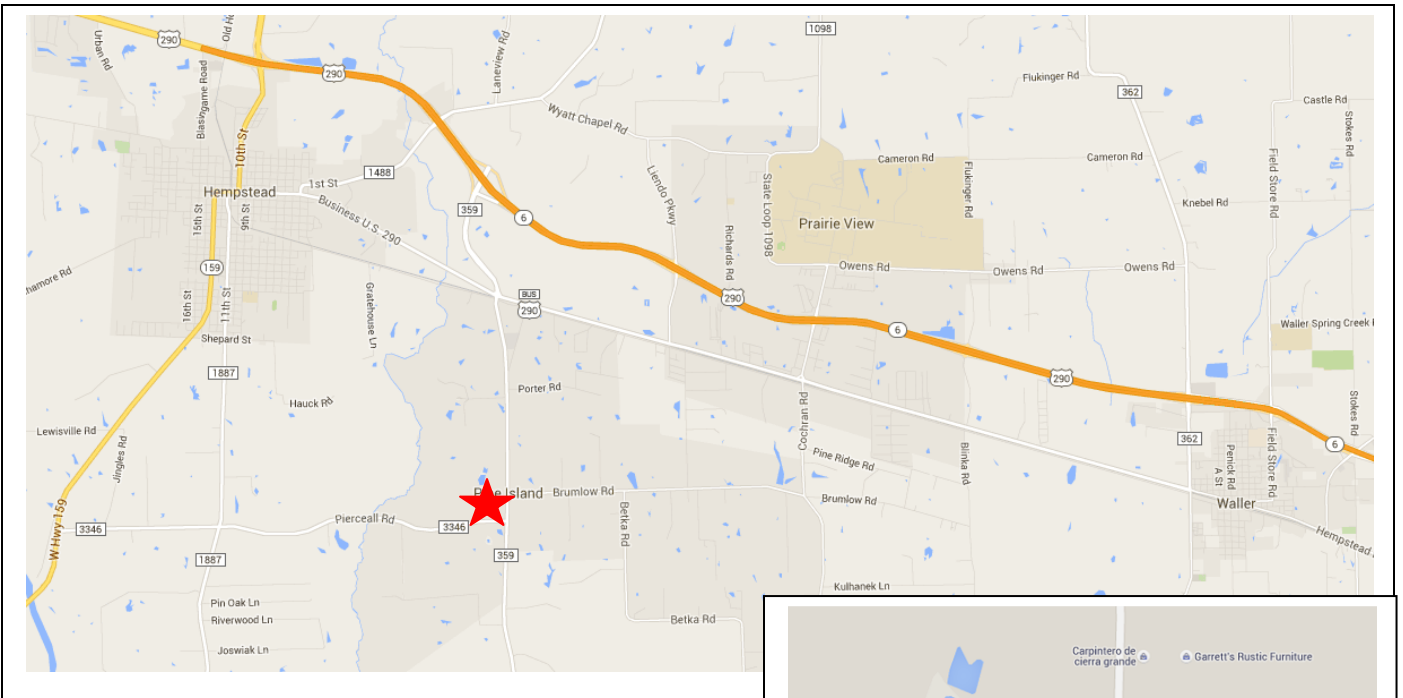 290
Old
1098
Urban Rd
Laneview Rd
290
Flukinger Rd
362
Castle Rd
Blasingame Road
Wyatt Chapel Rd
Stokes Rd
10th St
Cameron Rd
Cameron Rd
1488
1st St
Liendo Pkwy
State Loop 1098
Flukinger Rd
Field Store Rd
Hempstead
Business U.S. 290
359
6
15th St
9th St
Knebel Rd
Prairie View
Richards Rd
Owens Rd
Owens Rd
Owens Rd
159
hamore Rd
16th St
11th St
Gratehouse Ln
BUS
290
290
6
Waller Spring Creek
Shepard St
1887
290
Porter Rd
Hauck Rd
Cochran Rd
Stokes Rd
Lewisville Rd
Jingles Rd
362
6
Pine Ridge Rd
Blinka Rd
Penick Rd
A St
Field Store Rd
Island
Brumlow Rd
Brumlow Rd
Waller
W Hwy 159
3346
Pierceall Rd
3346
Betka Rd
Hempstead
1887
359
Kulhanek Ln
Pin Oak Ln
Riverwood Ln
Betka Rd
Joswiak Ln
Carpintero de
cierra grande
Garrett's Rustic Furniture